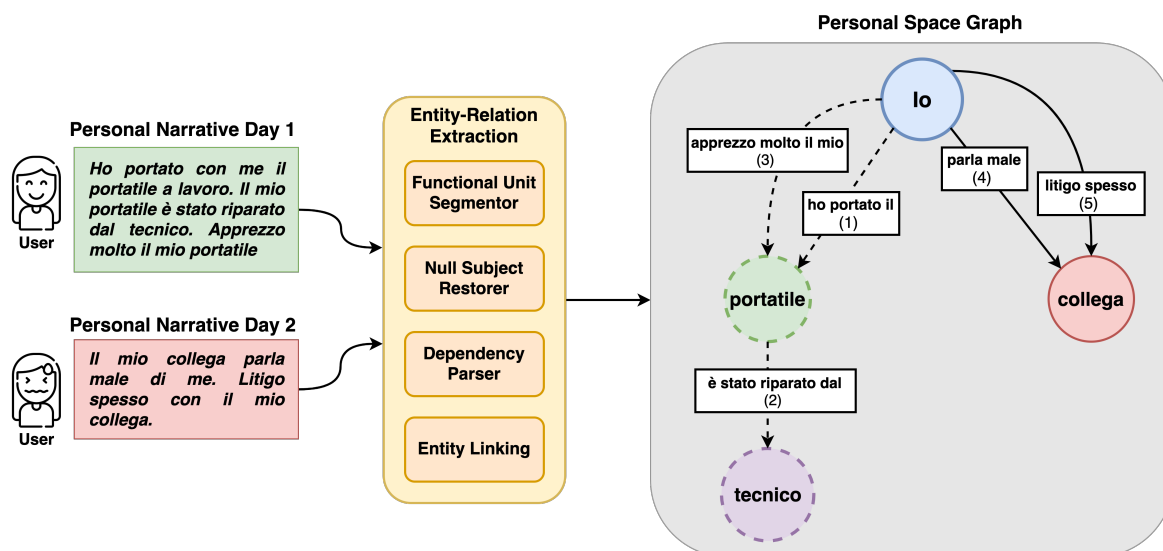 Personal Narrative Day 1
Ho portato con me il
portatile a lavoro. Il mio
portatile è stato riparato
dal tecnico. Apprezzo
molto il mio portatile
User
Personal Narrative Day 2
Il mio collega parla
male di me. Litigo
spesso con il mio
collega.
User
Entity-Relation
Extraction
Functional Unit
Segmentor
Null Subject
Restorer
Dependency
Parser
Entity Linking
Personal Space Graph
Io
apprezzo molto il mio
(3)
ho portato il
(1)
parla male
(4)
litigo spesso
(5)
portatile
collega
è stato riparato dal
(2)
tecnico